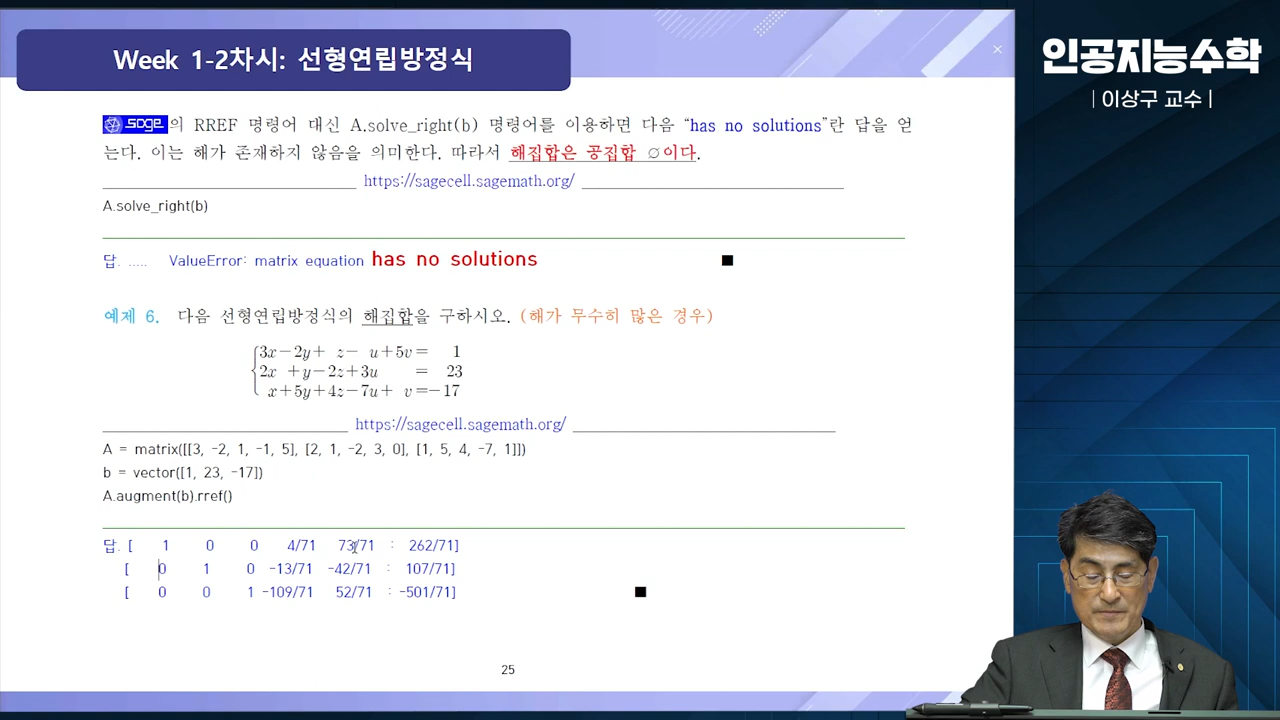 Week 1-2차시: 선형연립방정식
인공지능수학
| 이상구 교수 |
sage의 RREF 명령어 대신 A.solve_right(b) 명령어를 이용하면 다음 “has no solutions”란 답을 얻
는다. 이는 해가 존재하지 않음을 의미한다. 따라서 해집합은 공집합 ∅이다.
https://sagecell.sagemath.org/
A.solve_right(b)
답. ..... ValueError: matrix equation has no solutions ■
예제 6. 다음 선형연립방정식의 해집합을 구하시오. (해가 무수히 많은 경우)
3x-2y+ z- u+5v= 1
2x +y-2z+3u = 23
x+5y+4z-7u+ v=-17
https://sagecell.sagemath.org/
A = matrix([[3, -2, 1, -1, 5], [2, 1, -2, 3, 0], [1, 5, 4, -7, 1]])
b = vector([1, 23, -17])
A.augment(b).rref()
답. [ 1 0 0 4/71 73/71 : 262/71]
[ 0 1 0 -13/71 -42/71 : 107/71]
[ 0 0 1 -109/71 52/71 : -501/71] ■
25